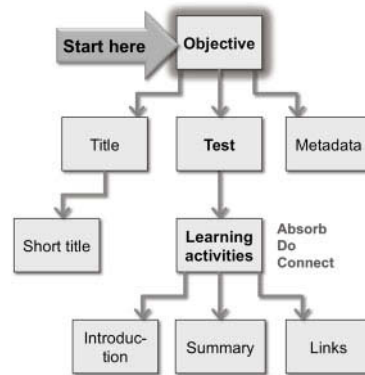 Start here
Objective
Title
Test
Metadata
Short title
Learning
activities
Absorb
Do
Connect
Introduc-
tion
Summary
Links